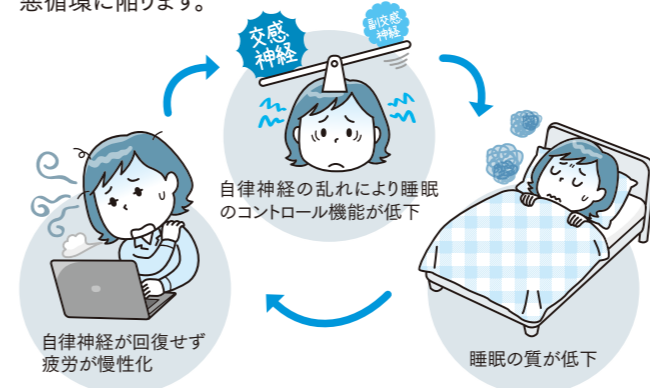 悪循環に陥ります。
交感
神経
副交感
神経
自律神経の乱れにより睡眠
のコントロール機能が低下
自律神経が回復せず
疲労が慢性化
睡眠の質が低下